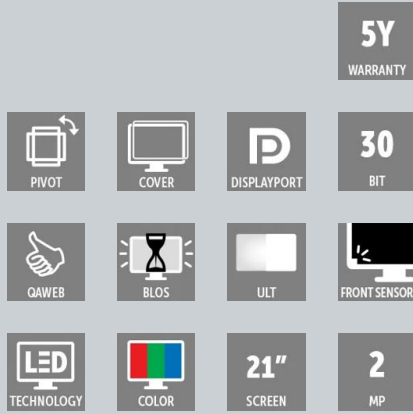 5Y
WARRANTY
PIVOT
COVER
DISPLAYPORT
30
BIT
QAWEB
BLOS
ULT
FRONT SENSOR
LED
TECHNOLOGY
COLOR
21"
SCREEN
2
MP